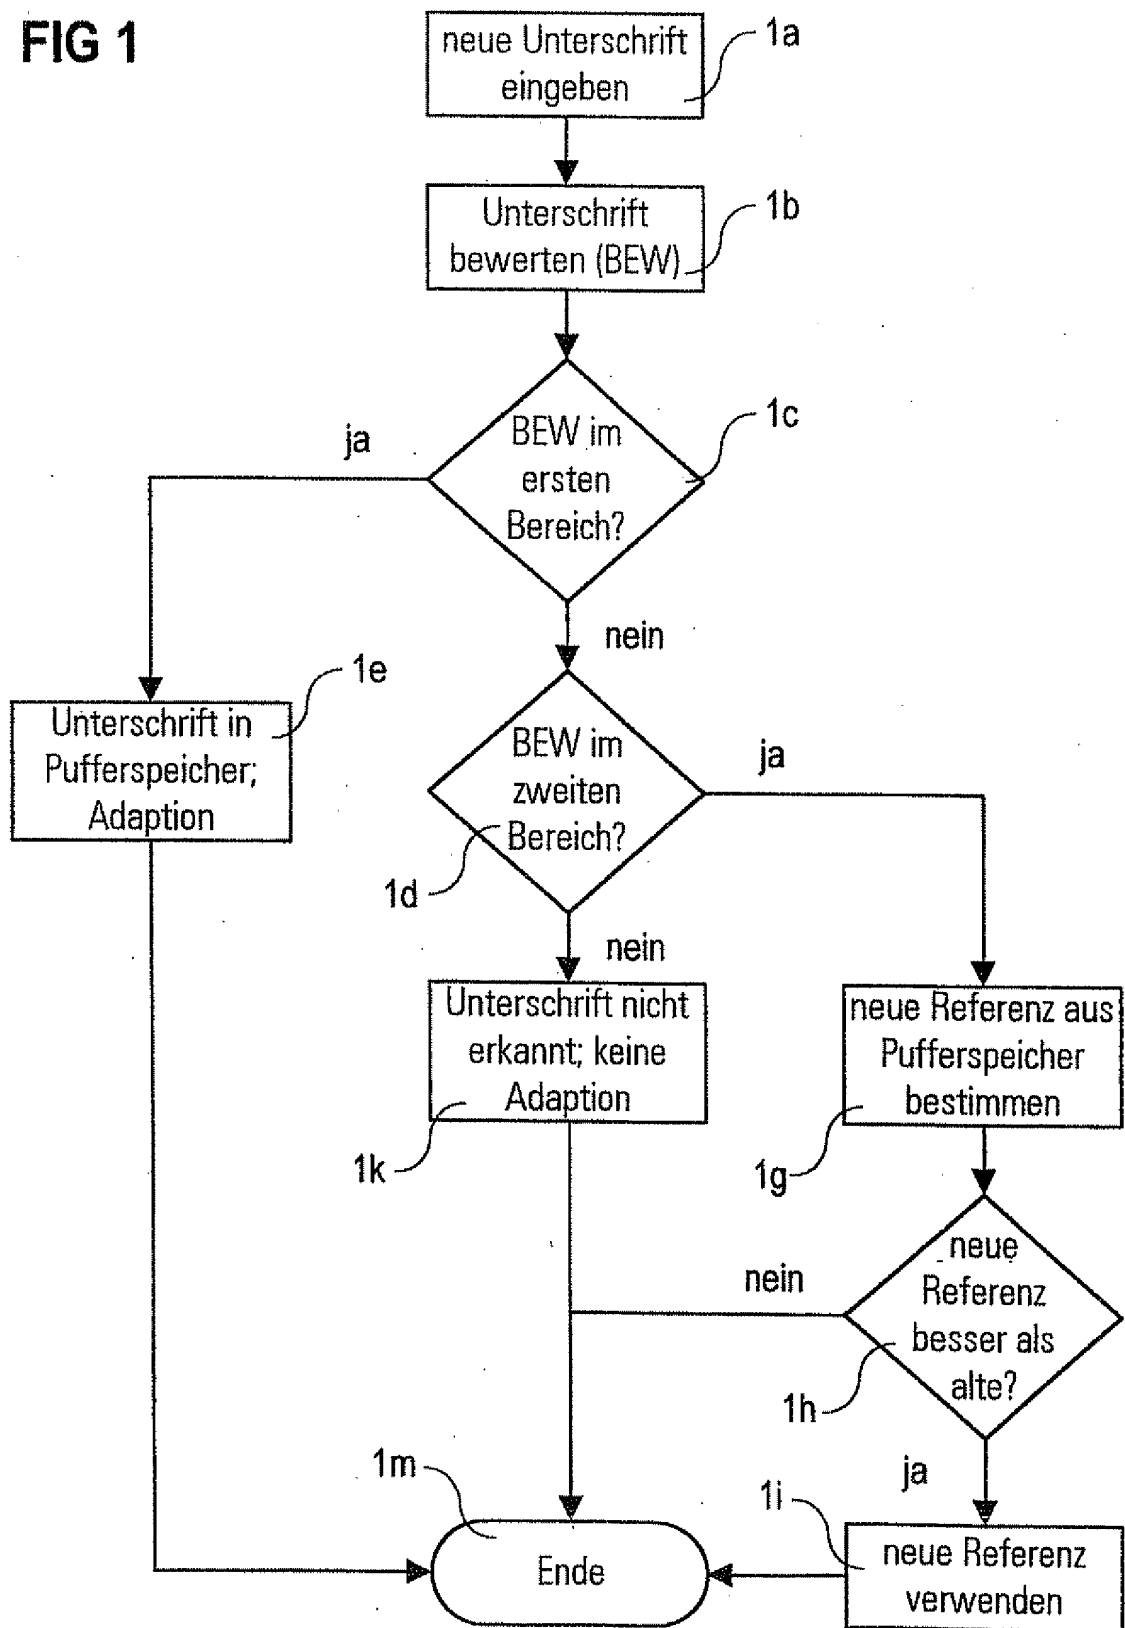 FIG 1
neue Unterschrift
eingeben
1a
Unterschrift
bewerten (BEW)
1b
BEW im
ersten
Bereich?
1c
ja
nein
1e
Unterschrift in
Pufferspeicher;
Adaption
BEW im
zweiten
Bereich?
ja
1d
nein
Unterschrift nicht
erkannt; keine
Adaption
1k
neue Referenz aus
Pufferspeicher
bestimmen
1g
neue
Referenz
besser als
alte?
nein
1h
ja
1m
Ende
1i
neue Referenz
verwenden